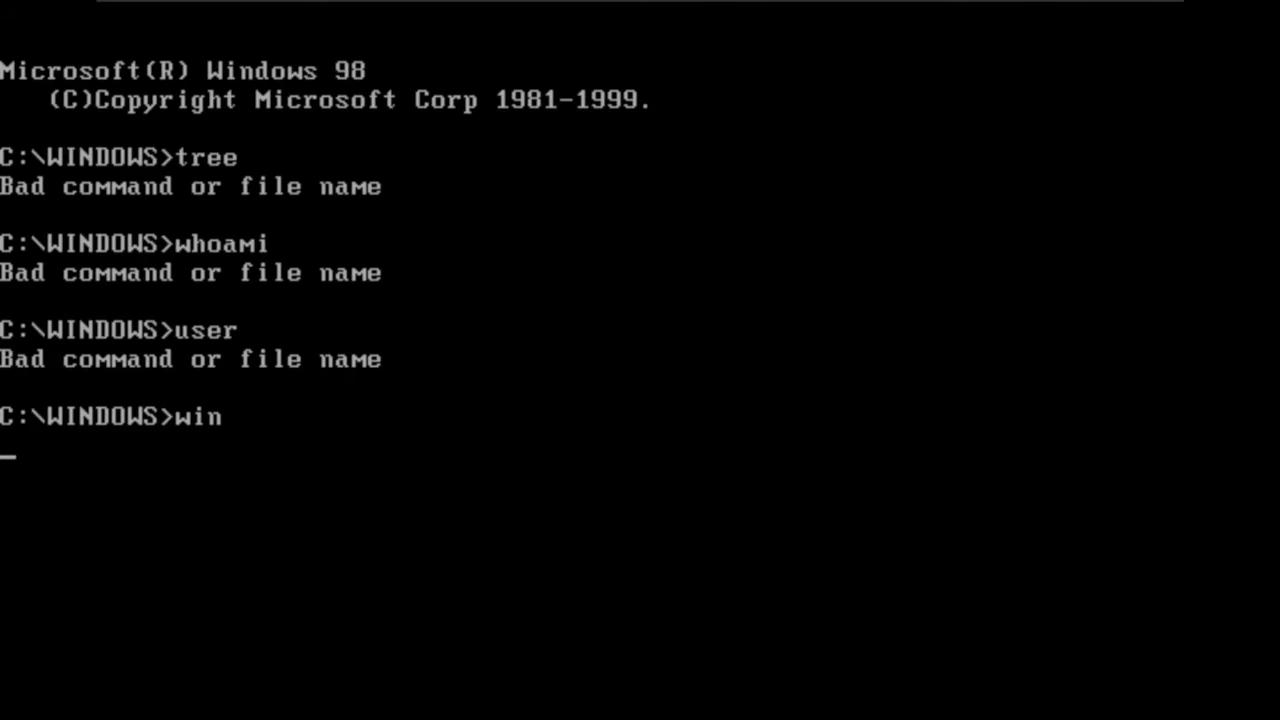 Microsoft(R) Windows 98
(C)Copyright Microsoft Corp 1981-1999.
C:\WINDOWS>tree
Bad command or file name
C:\WINDOWS>whoami
Bad command or file name
C:\WINDOWS>user
Bad command or file name
C:\WINDOWS>win
_